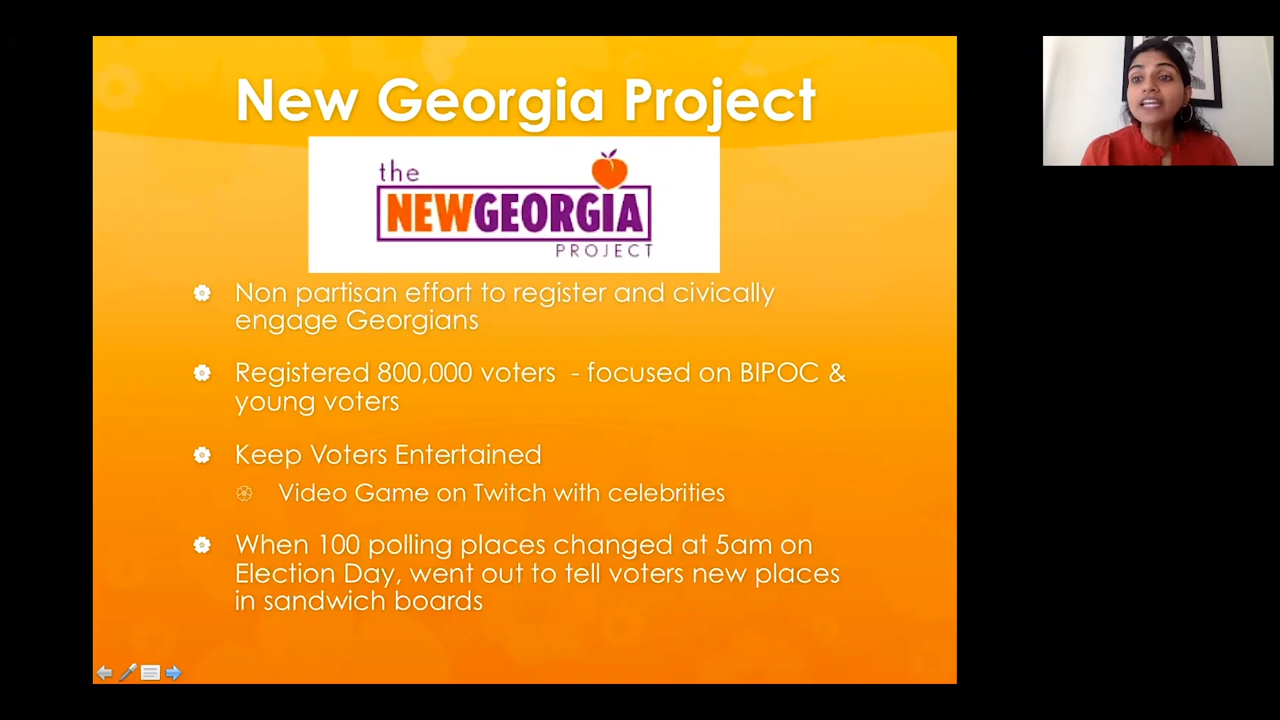 New Georgia Project
the
NEWGEORGIA
PROJECT
Non partisan effort to register and civically
engage Georgians
Registered 800,000 voters - focused on BIPOC &
young voters
Keep Voters Entertained
Video Game on Twitch with celebrities
When 100 polling places changed at 5am on
Election Day, went out to tell voters new places
in sandwich boards